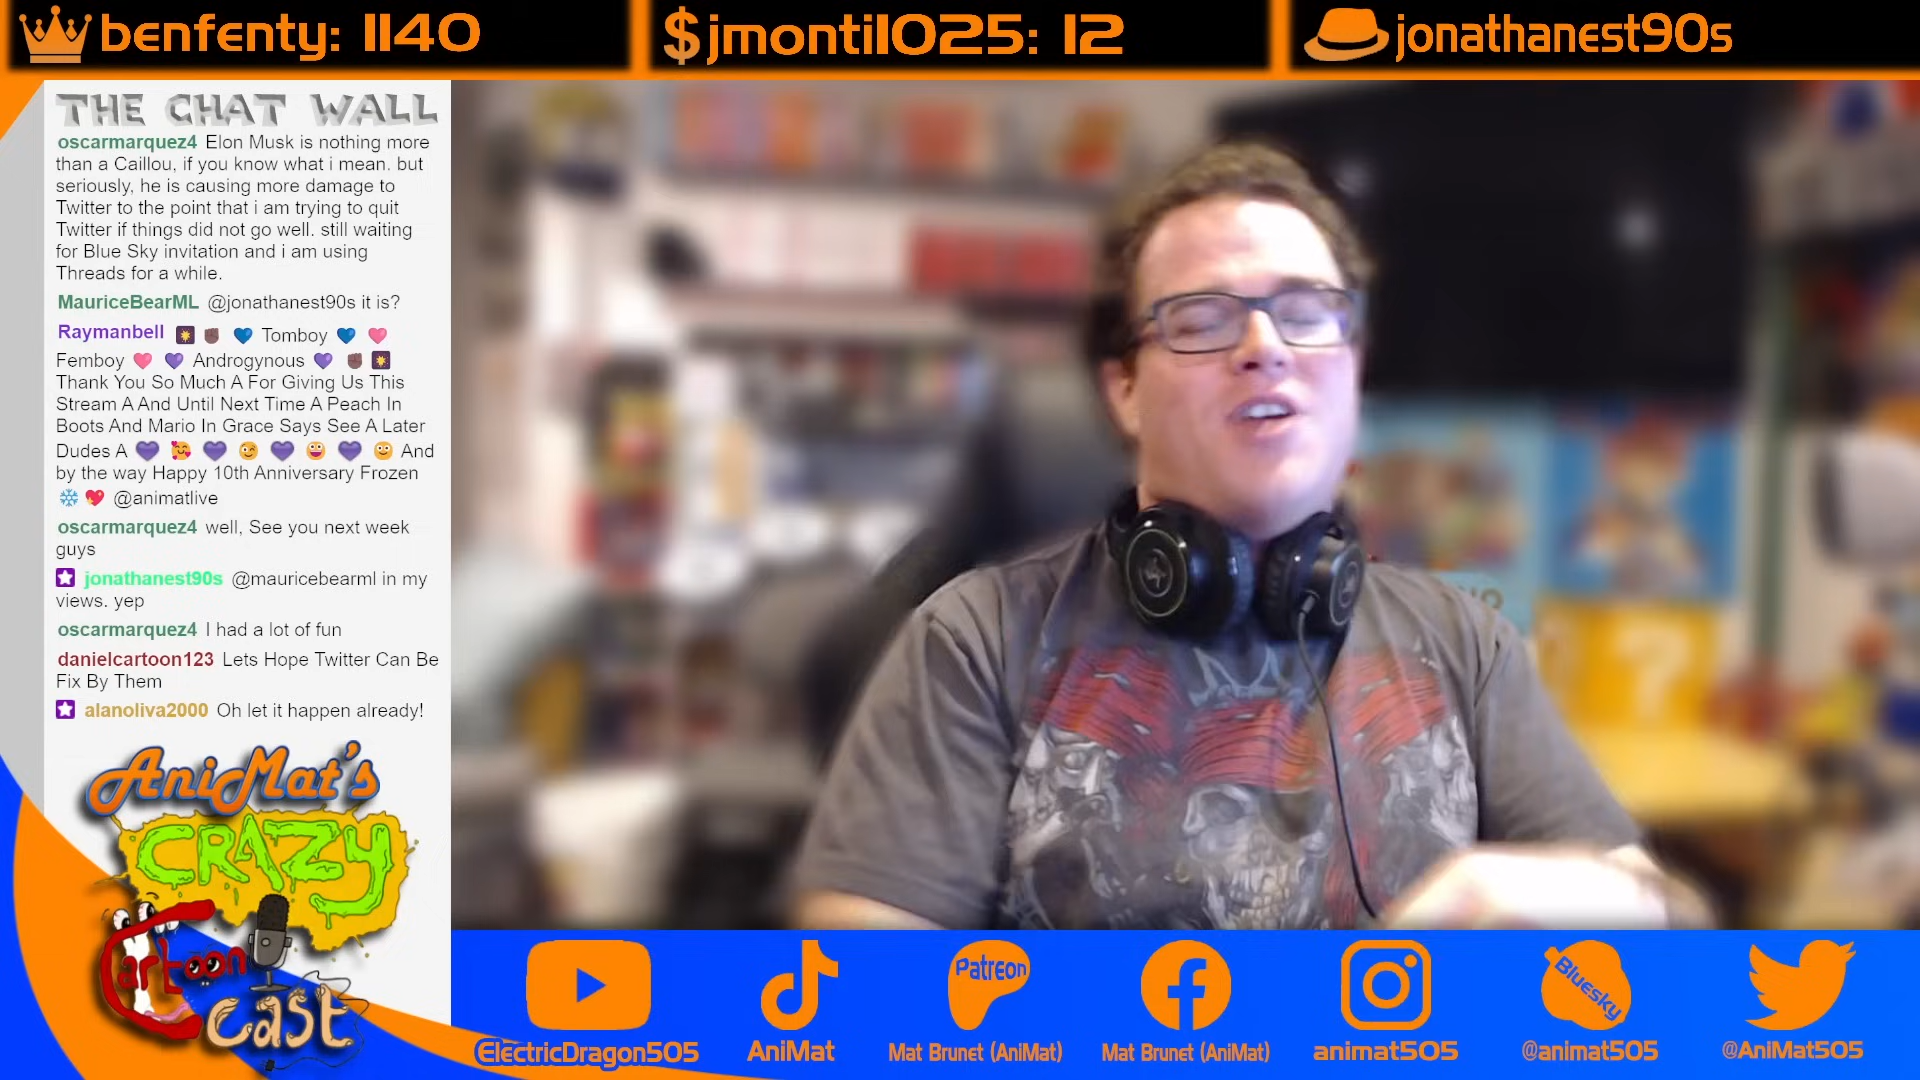 benfenty: 1140
$jmonti1025: 12
jonathanest90s
THE CHAT WALL
oscarmarquez4 Elon Musk is nothing more
than a Caillou, if you know what i mean. but
seriously, he is causing more damage to
Twitter to the point that i am trying to quit
Twitter if things did not go well. still waiting
for Blue Sky invitation and i am using
Threads for a while.
MauriceBearML @jonathanest90s it is?
Raymanbell 💥 ✊🏿 💙 Tomboy 💙 🩷
Femboy 🩷 💜 Androgynous 💜 ✊🏿 💥
Thank You So Much A For Giving Us This
Stream A And Until Next Time A Peach In
Boots And Mario In Grace Says See A Later
Dudes A 💜 🥰 💜 😉 💜 😀 💜 🙂 And
by the way Happy 10th Anniversary Frozen
❄️ 💖 @animatlive
oscarmarquez4 well, See you next week
guys
jonathanest90s @mauricebearml in my
views. yep
oscarmarquez4 I had a lot of fun
danielcartoon123 Lets Hope Twitter Can Be
Fix By Them
alanoliva2000 Oh let it happen already!
AniMat's
CRAZY
Cartoon
Cast
?
Patreon
Bluesky
ElectricDragon505
AniMat
Mat Brunet (AniMat)
Mat Brunet (AniMat)
animat505
@animat505
@AniMat505